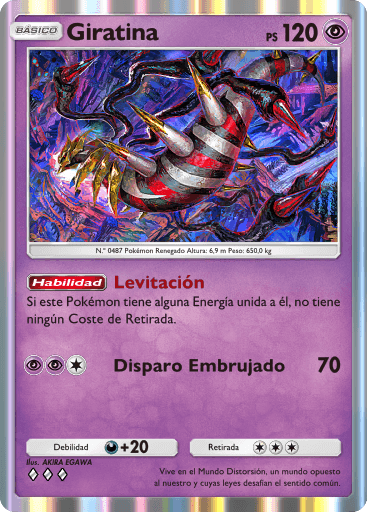 BÁSICO Giratina PS 120
N.º 0487 Pokémon Renegado Altura: 6,9 m Peso: 650,0 kg
Habilidad Levitación
Si este Pokémon tiene alguna Energía unida a él, no tiene
ningún Coste de Retirada.
Disparo Embrujado 70
Debilidad +20 Retirada
Ilus. AKIRA EGAWA
Vive en el Mundo Distorsión, un mundo opuesto
al nuestro y cuyas leyes desafían el sentido común.